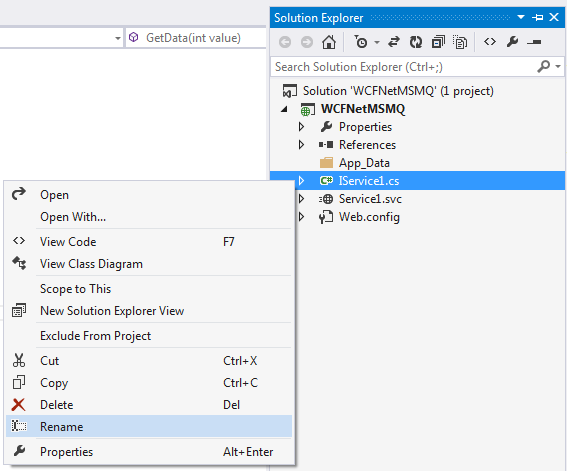 GetData(int value)
Solution Explorer
Search Solution Explorer (Ctrl+;)
Solution 'WCFNetMSMQ' (1 project)
WCFNetMSMQ
Properties
References
App_Data
C# IService1.cs
Service1.svc
Web.config
Open
Open With...
View Code F7
View Class Diagram
Scope to This
New Solution Explorer View
Exclude From Project
Cut Ctrl+X
Copy Ctrl+C
Delete Del
Rename
Properties Alt+Enter